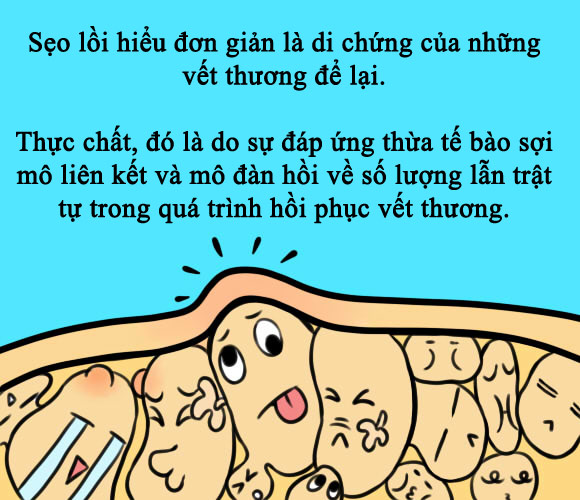 Sẹo lồi hiểu đơn giản là di chứng của những
vết thương để lại.
Thực chất, đó là do sự đáp ứng thừa tế bào sợi
mô liên kết và mô đàn hồi về số lượng lẫn trật
tự trong quá trình hồi phục vết thương.